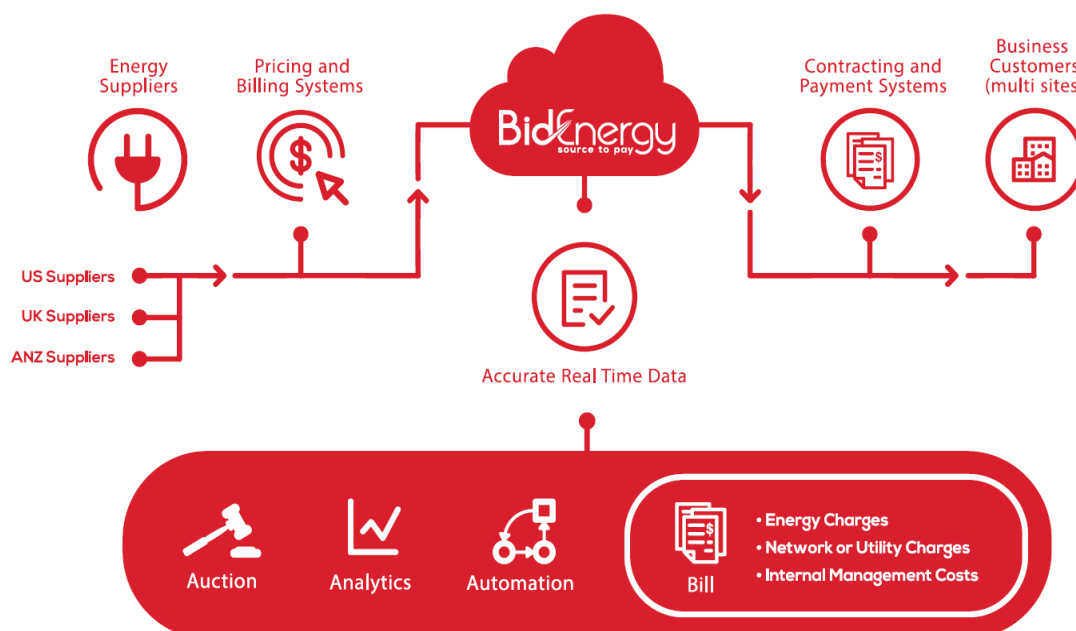 Energy
Suppliers
Pricing and
Billing Systems
BidEnergy
source to pay
Contracting and
Payment Systems
Business
Customers
(multi sites)
$
$
US Suppliers
UK Suppliers
ANZ Suppliers
Accurate Real Time Data
Auction
Analytics
Automation
$
Bill
• Energy Charges
• Network or Utility Charges
• Internal Management Costs